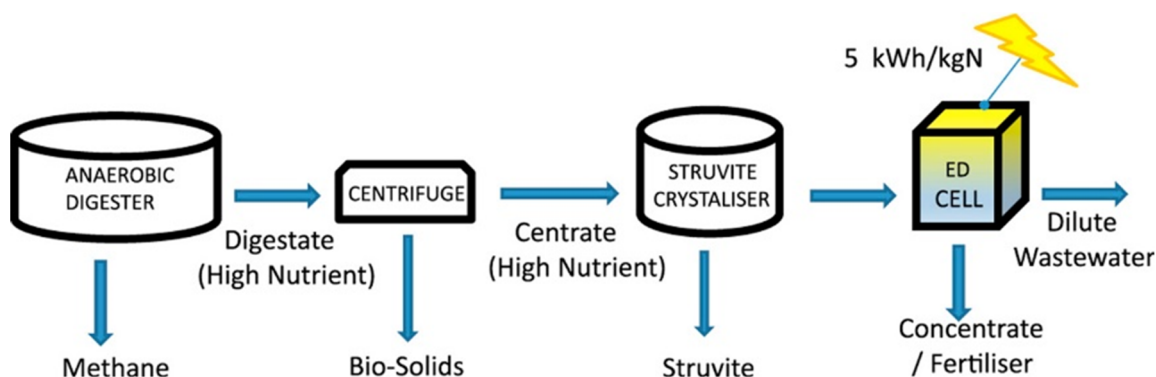 5 kWh/kgN
ANAEROBIC
DIGESTER
CENTRIFUGE
STRUVITE
CRYSTALISER
ED
CELL
Digestate
(High Nutrient)
Centrate
(High Nutrient)
Dilute
Wastewater
Methane
Bio-Solids
Struvite
Concentrate
/ Fertiliser